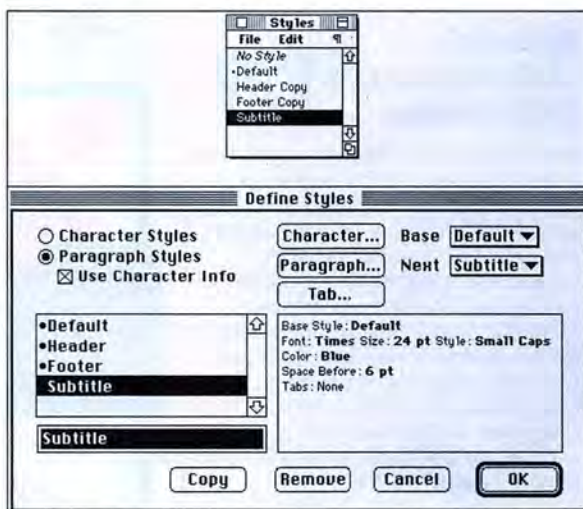 Styles
File Edit ¶
No Style
•Default
Header Copy
Footer Copy
Subtitle
Define Styles
Character Styles
Paragraph Styles
Use Character Info
Character...
Paragraph...
Tab...
Base Default
Next Subtitle
•Default
•Header
•Footer
Subtitle
Subtitle
Base Style: Default
Font: Times Size: 24 pt Style: Small Caps
Color: Blue
Space Before: 6 pt
Tabs: None
Copy Remove Cancel OK